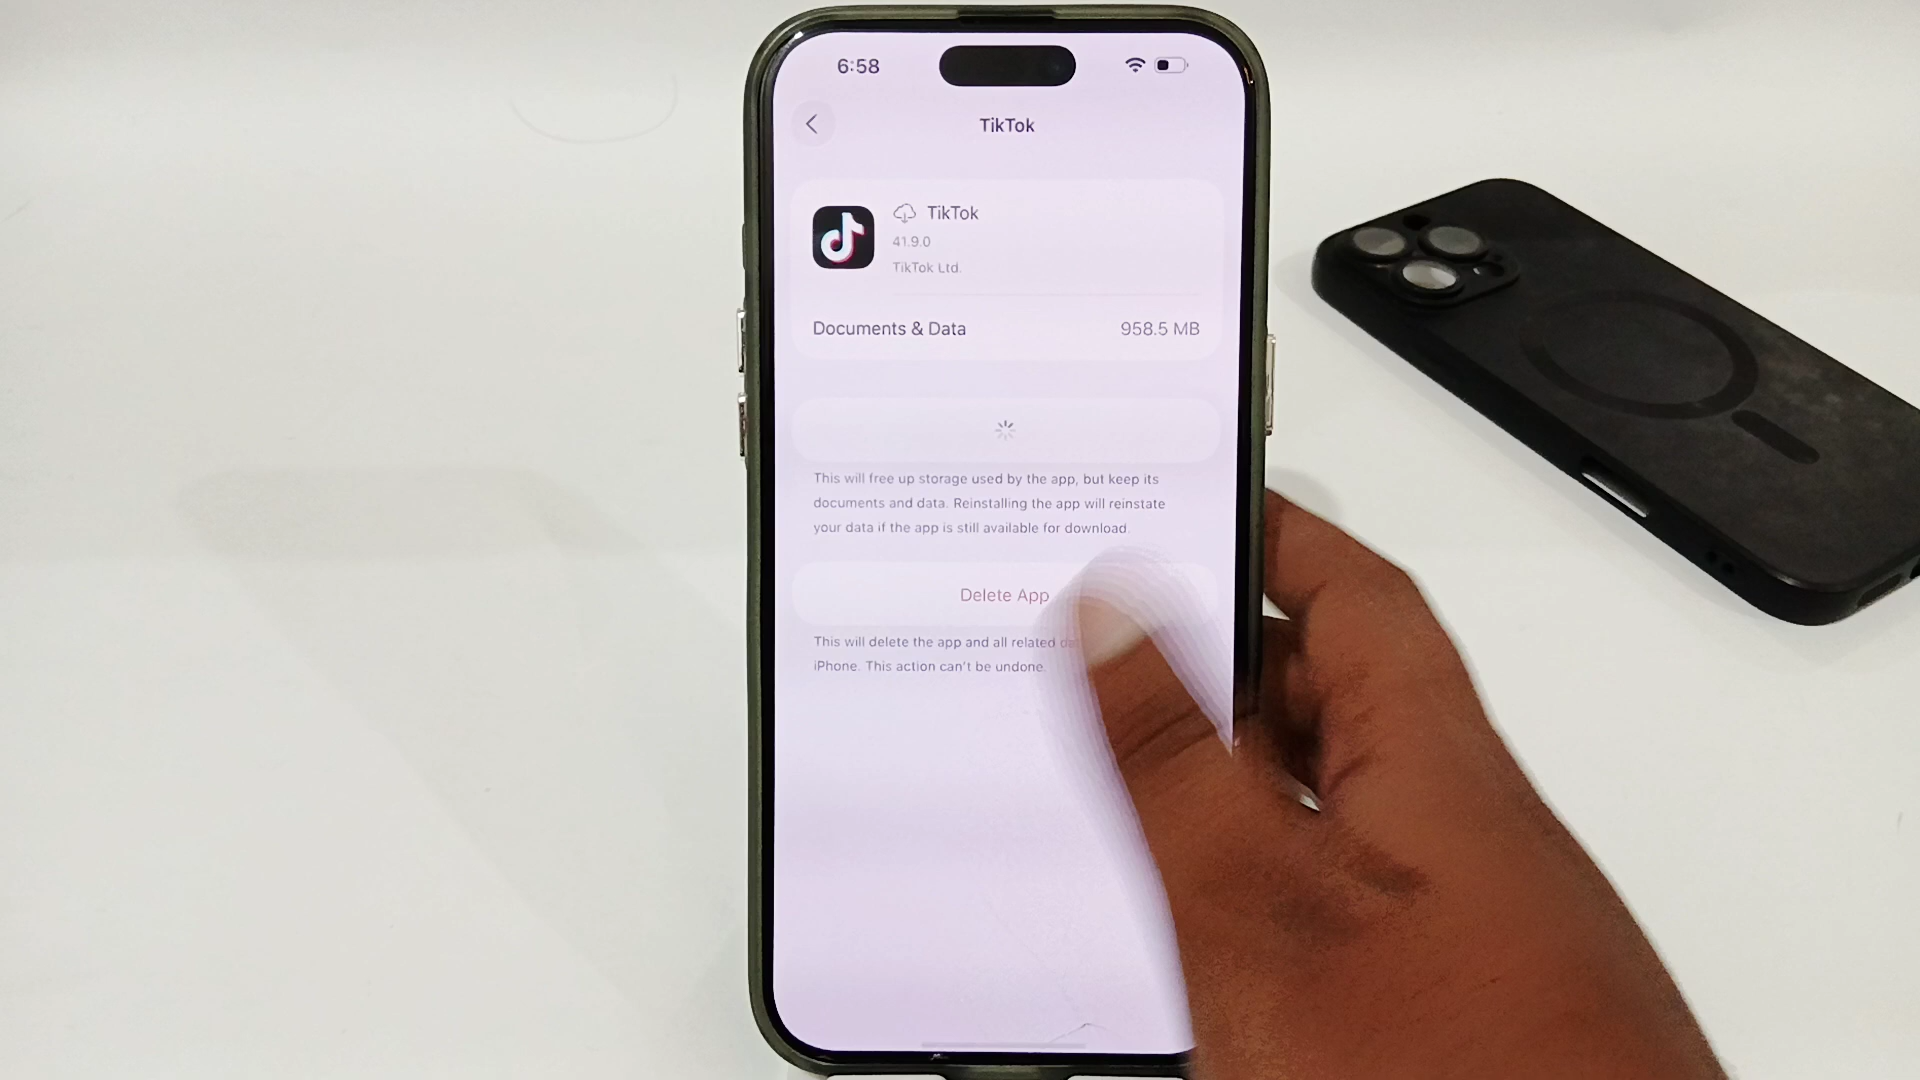 6:58
TikTok
TikTok
41.9.0
TikTok Ltd.
Documents & Data 958.5 MB
This will free up storage used by the app, but keep its
documents and data. Reinstalling the app will reinstate
your data if the app is still available for download.
Delete App
This will delete the app and all related
iPhone. This action can't be undone.